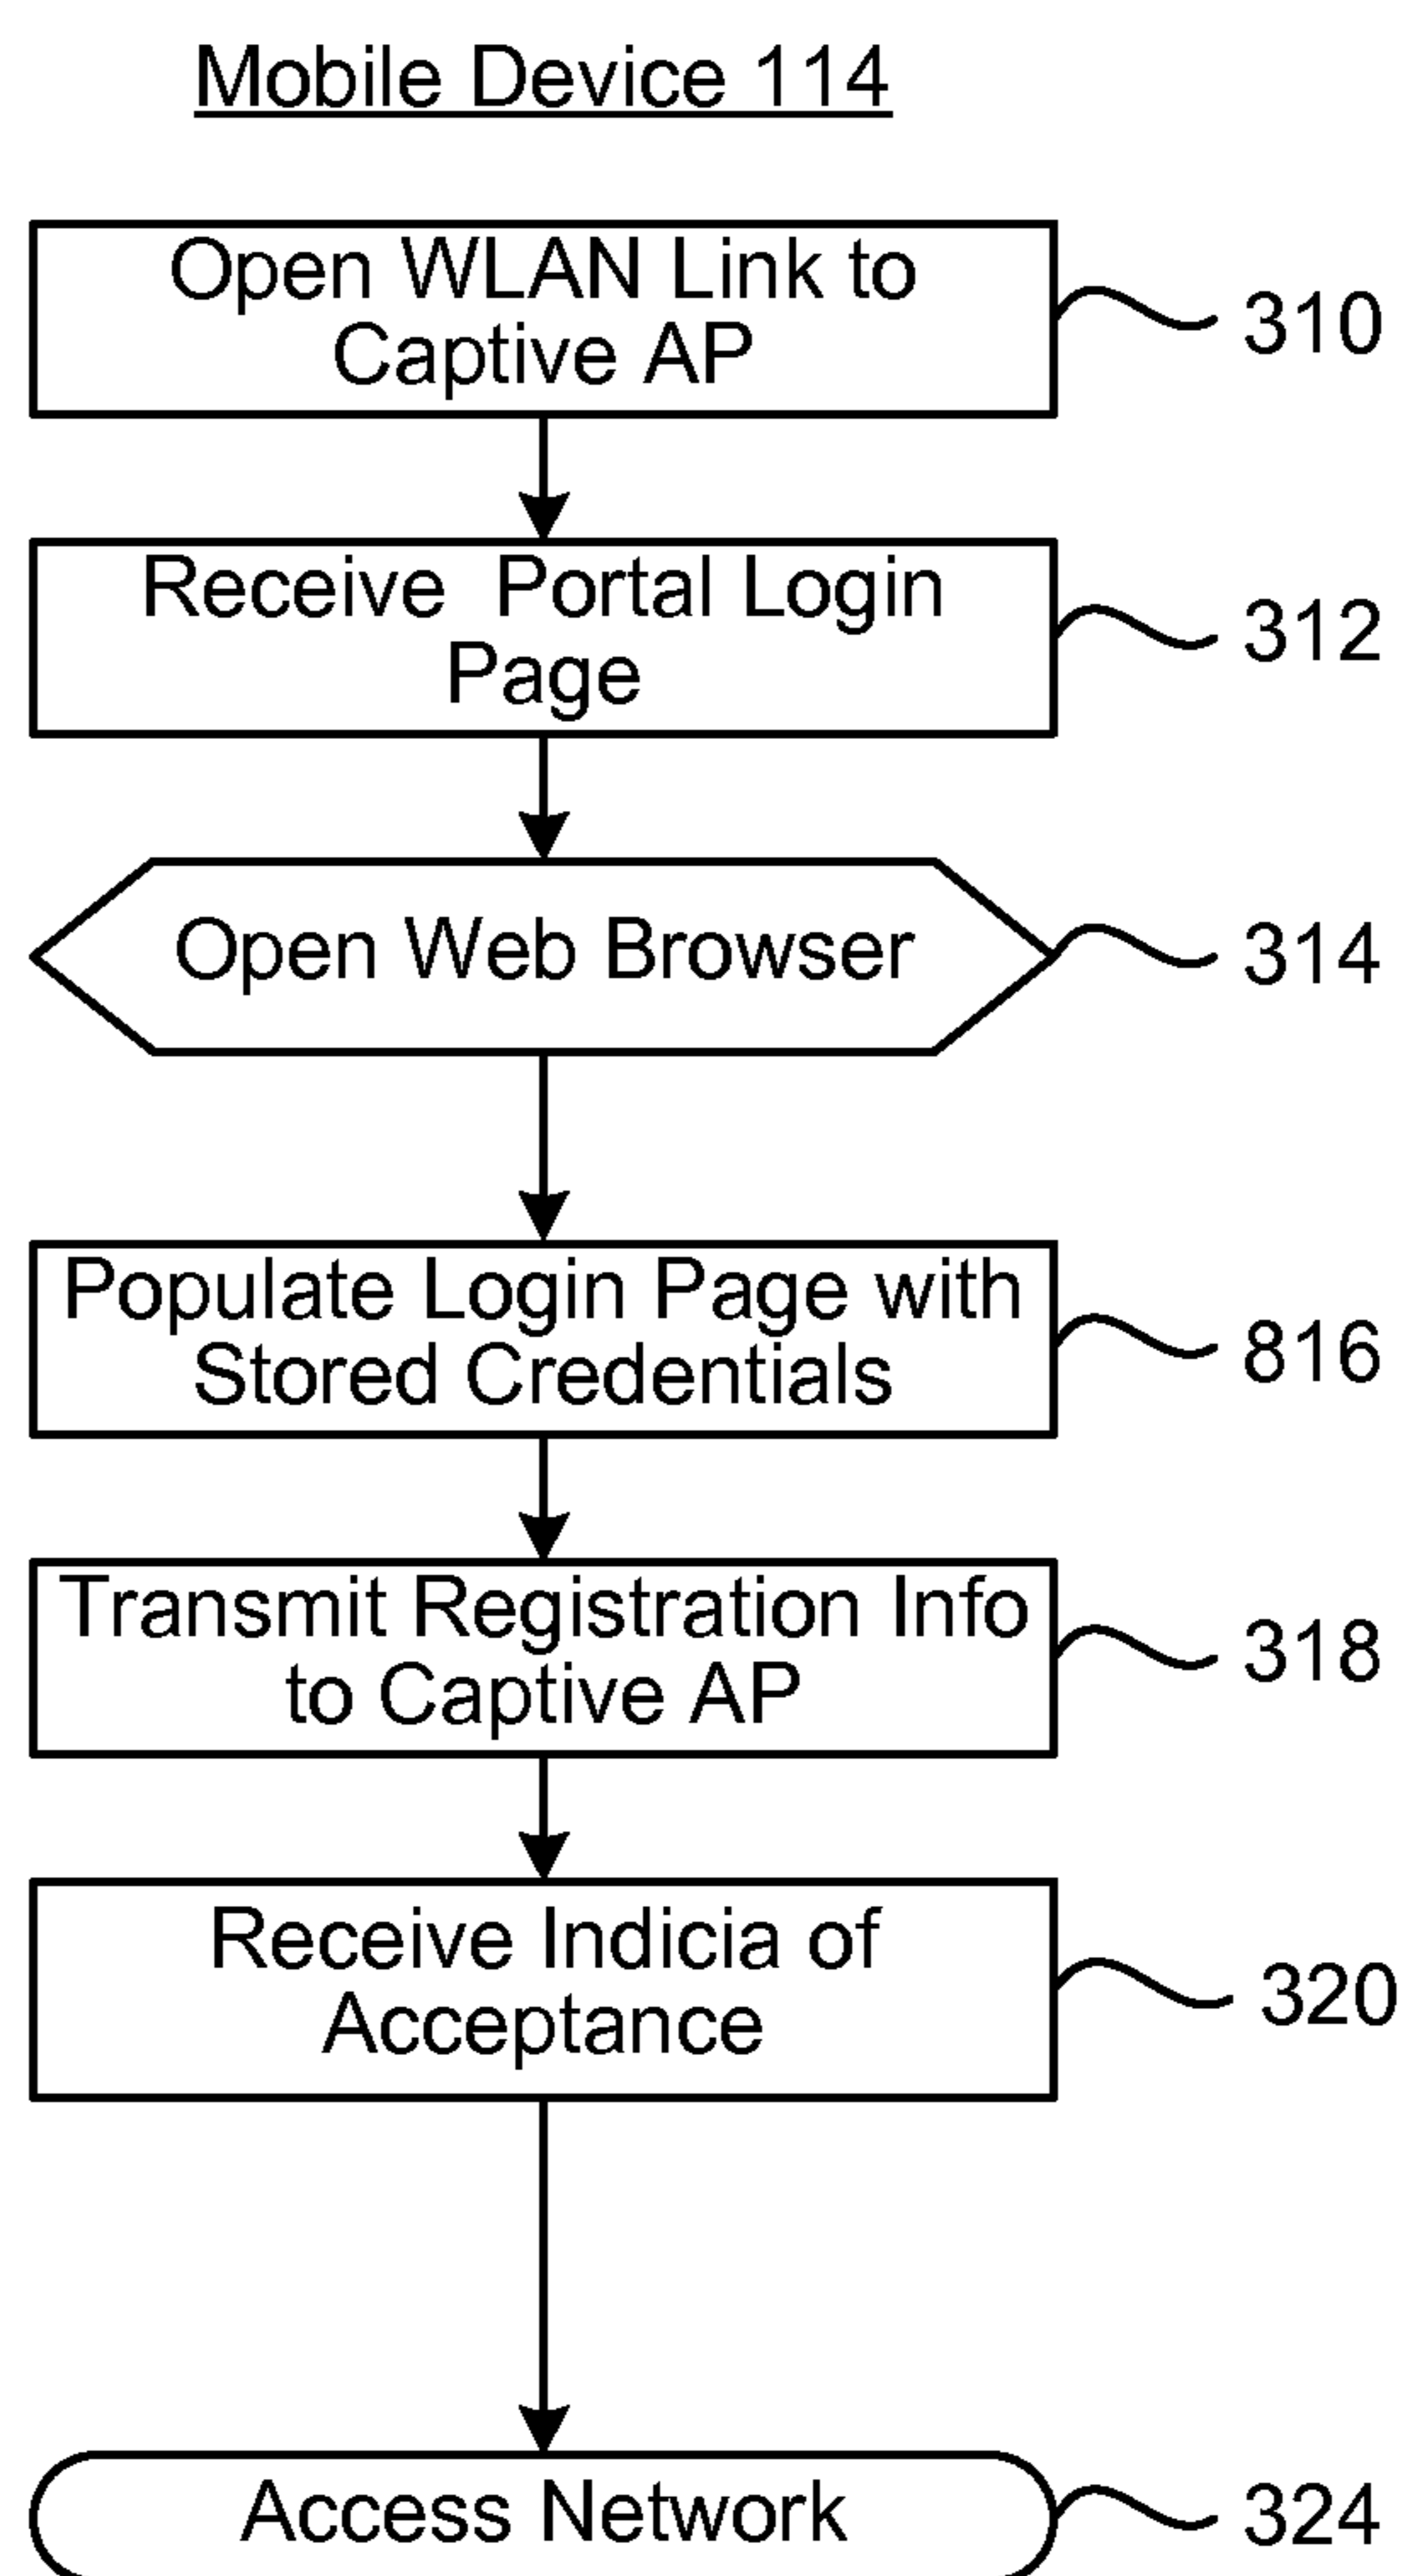 Mobile Device 114
Open WLAN Link to
Captive AP
310
Receive Portal Login
Page
312
Open Web Browser
314
Populate Login Page with
Stored Credentials
816
Transmit Registration Info
to Captive AP
318
Receive Indicia of
Acceptance
320
Access Network
324